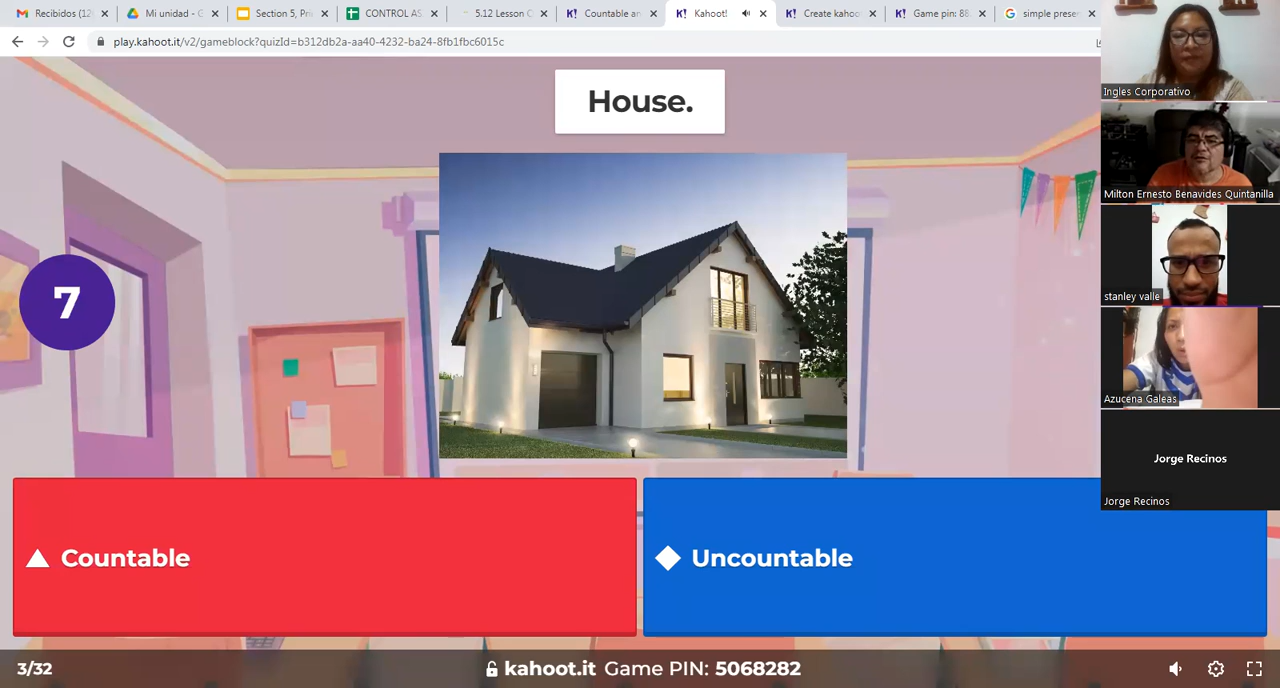 Recibidos (12
Mi unidad - G
Section 5, Pri
CONTROL AS
5.12 Lesson C
Countable an
Kahoot!
Create kahoo
Game pin: 88
simple presen
play.kahoot.it/v2/gameblock?quizId=b312db2a-aa40-4232-ba24-8fb1fbc6015c
House.
7
Countable
Uncountable
3/32
kahoot.it Game PIN: 5068282
Ingles Corporativo
Milton Ernesto Benavides Quintanilla
stanley valle
Azucena Galeas
Jorge Recinos
Jorge Recinos